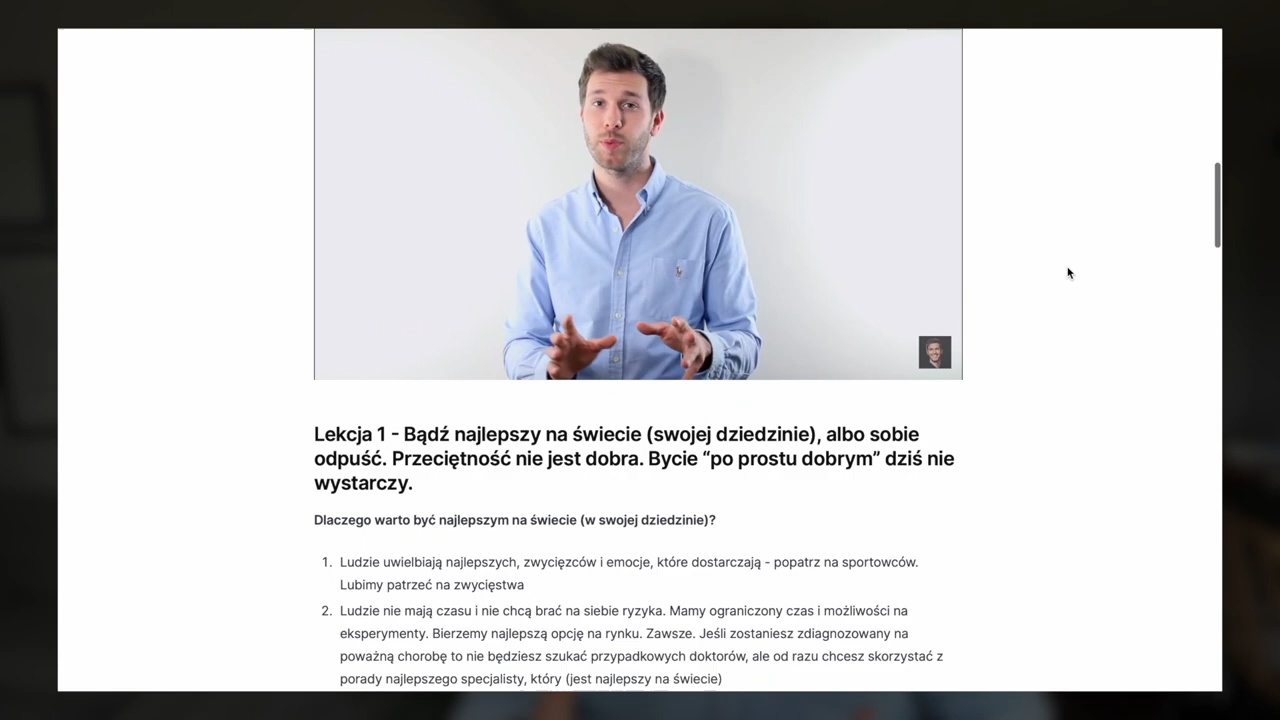 Lekcja 1 - Bądź najlepszy na świecie (swojej dziedzinie), albo sobie
odpuść. Przeciętność nie jest dobra. Bycie “po prostu dobrym” dziś nie
wystarczy.
Dlaczego warto być najlepszym na świecie (w swojej dziedzinie)?
1. Ludzie uwielbiają najlepszych, zwycięzców i emocje, które dostarczają - popatrz na sportowców.
Lubimy patrzeć na zwycięstwa
2. Ludzie nie mają czasu i nie chcą brać na siebie ryzyka. Mamy ograniczony czas i możliwości na
eksperymenty. Bierzemy najlepszą opcję na rynku. Zawsze. Jeśli zostaniesz zdiagnozowany na
poważną chorobę to nie będziesz szukać przypadkowych doktorów, ale od razu chcesz skorzystać z
porady najlepszego specjalisty, który (jest najlepszy na świecie)